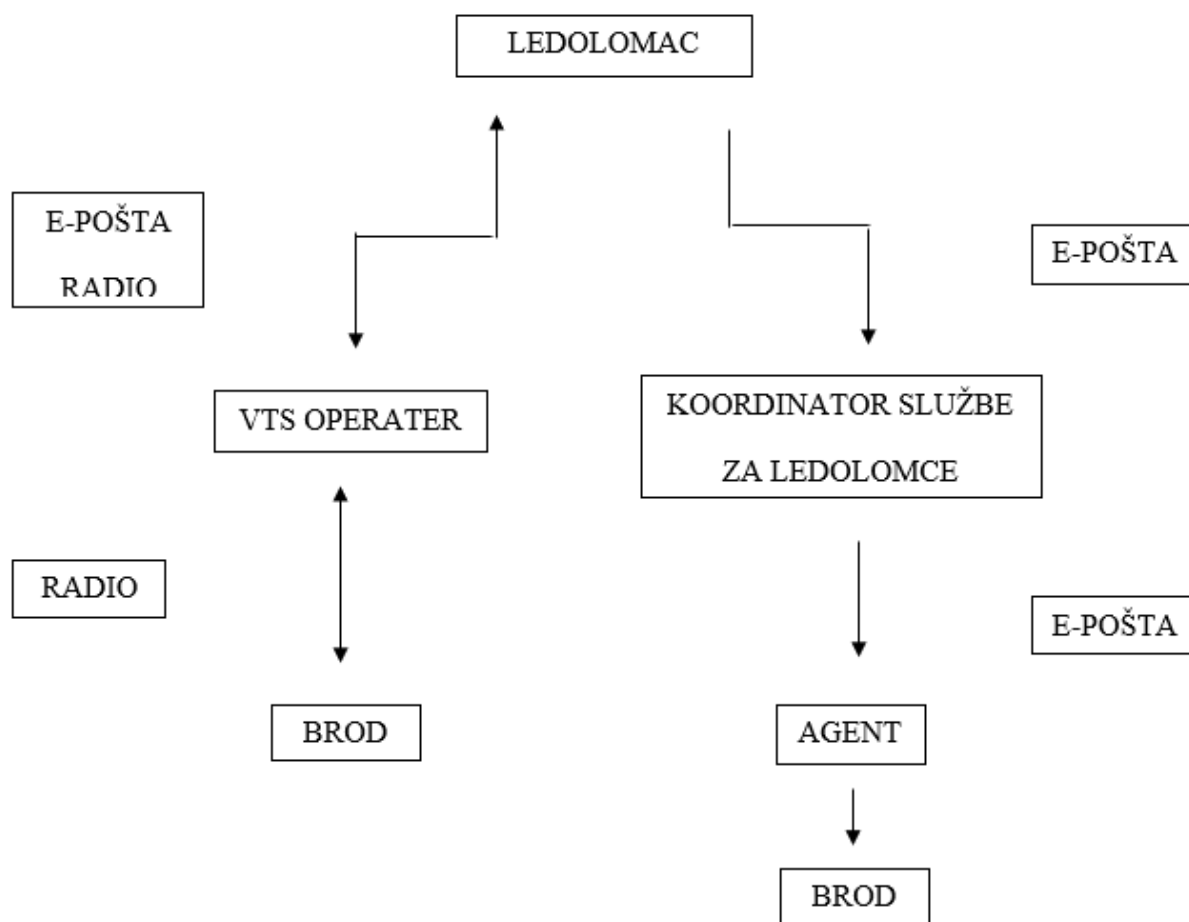 LEDOLOMAC
E-POŠTA
RADIO
E-POŠTA
VTS OPERATER
KOORDINATOR SLUŽBE
ZA LEDOLOMCE
RADIO
E-POŠTA
BROD
AGENT
BROD